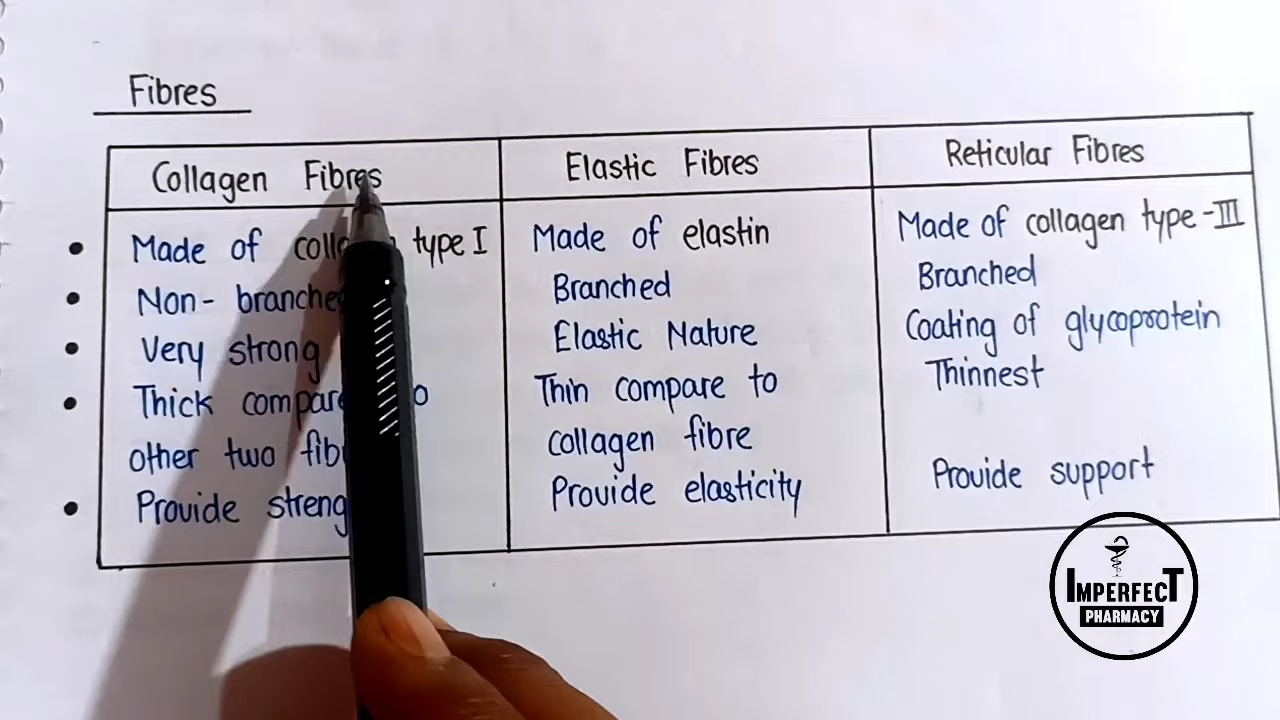 Fibres
Collagen Fibres
Elastic Fibres
Reticular Fibres
Made of type I
Non-
Very strong
Thick
other two
Provide
Made of elastin
Branched
Elastic Nature
Thin compare to
collagen fibre
Provide elasticity
Made of collagen type-III
Branched
Coating of glycoprotein
Thinnest
Provide support
IMPERFECT
PHARMACY